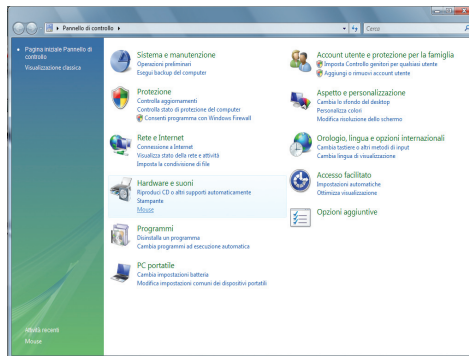 Pannello di controllo
Cerca
Pagina iniziale Pannello di
controllo
Visualizzazione classica
Sistema e manutenzione
Operazioni preliminari
Esegui backup del computer
Protezione
Controlla aggiornamenti
Controlla stato di protezione del computer
Consenti programma con Windows Firewall
Rete e Internet
Connessione a Internet
Visualizza stato della rete e attività
Imposta la condivisione di file
Hardware e suoni
Riproduci CD o altri supporti automaticamente
Stampante
Mouse
Programmi
Disinstalla un programma
Cambia programmi ad esecuzione automatica
PC portatile
Cambia impostazioni batteria
Modifica impostazioni comuni dei dispositivi portatili
Account utente e protezione per la famiglia
Imposta Controllo genitori per qualsiasi utente
Aggiungi o rimuovi account utente
Aspetto e personalizzazione
Cambia lo sfondo del desktop
Personalizza colori
Modifica risoluzione dello schermo
Orologio, lingua e opzioni internazionali
Cambia tastiere o altri metodi di input
Cambia lingua di visualizzazione
Accesso facilitato
Impostazioni automatiche
Ottimizza visualizzazione
Opzioni aggiuntive
Attività recenti
Mouse